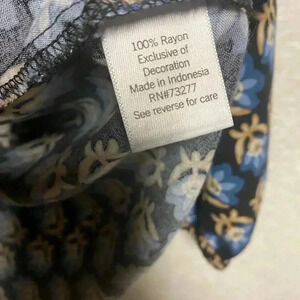 100% Rayon
Exclusive of
Decoration
Made in Indonesia
RN#73277
See reverse for care